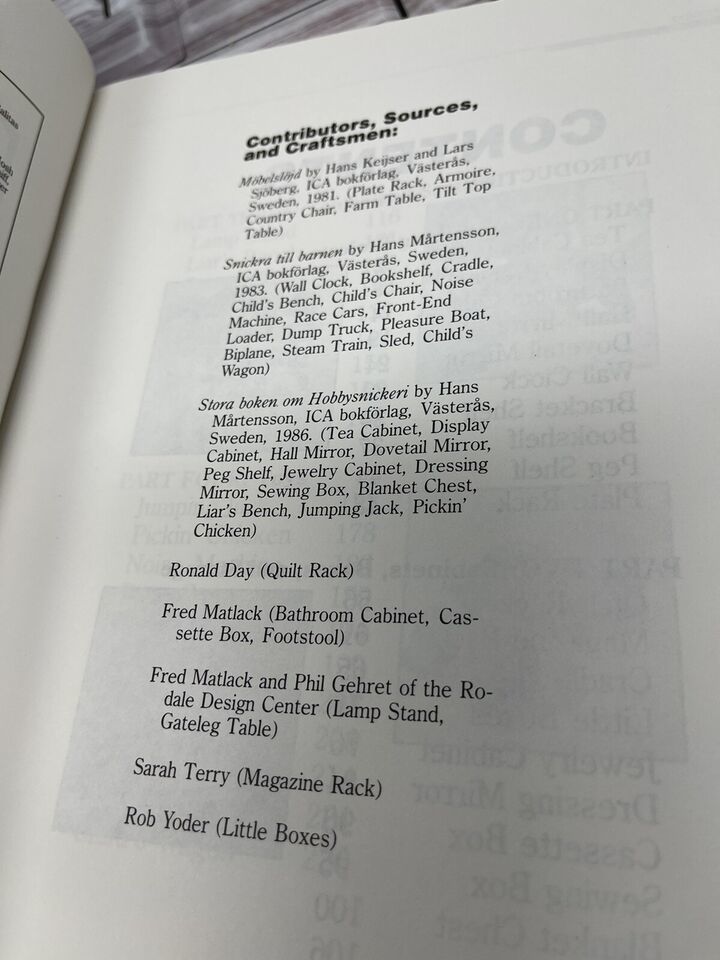 Contributors, Sources,
and Craftsmen:
Möbelslöjd by Hans Keijser and Lars
Sjöberg, ICA bokförlag, Västerås,
Sweden, 1981. (Plate Rack, Armoire,
Country Chair, Farm Table, Tilt Top
Table)
Snickra till barnen by Hans Mårtensson,
ICA bokförlag, Västerås, Sweden,
1983. (Wall Clock, Bookshelf, Cradle,
Child's Bench, Child's Chair, Noise
Machine, Race Cars, Front-End
Loader, Dump Truck, Pleasure Boat,
Biplane, Steam Train, Sled, Child's
Wagon)
Stora boken om Hobbysnickeri by Hans
Mårtensson, ICA bokförlag, Västerås,
Sweden, 1986. (Tea Cabinet, Display
Cabinet, Hall Mirror, Dovetail Mirror,
Peg Shelf, Jewelry Cabinet, Dressing
Mirror, Sewing Box, Blanket Chest,
Liar's Bench, Jumping Jack, Pickin'
Chicken)
Ronald Day (Quilt Rack)
Fred Matlack (Bathroom Cabinet, Cas-
sette Box, Footstool)
Fred Matlack and Phil Gehret of the Ro-
dale Design Center (Lamp Stand,
Gateleg Table)
Sarah Terry (Magazine Rack)
Rob Yoder (Little Boxes)